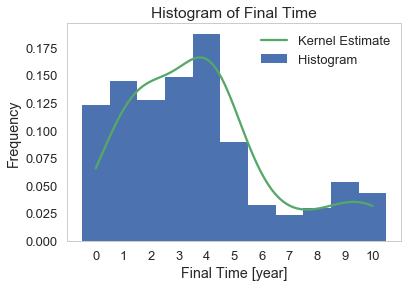 Histogram of Final Time
Kernel Estimate
Histogram
Frequency
0.175
0.150
0.125
0.100
0.075
0.050
0.025
0.000
0 1 2 3 4 5 6 7 8 9 10
Final Time [year]